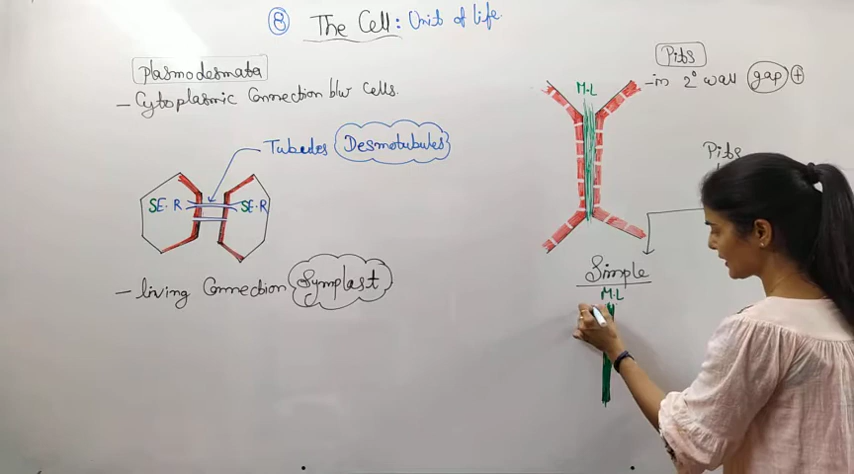 ⑧ The Cell: Unit of life.
Plasmodesmata
- Cytoplasmic Connection b/w Cells.
Tubules Desmotubules
SE.R SE.R
- living Connection Symplast
Pits
- in 2° wall gap +
M.L
Pits
Simple
M.L